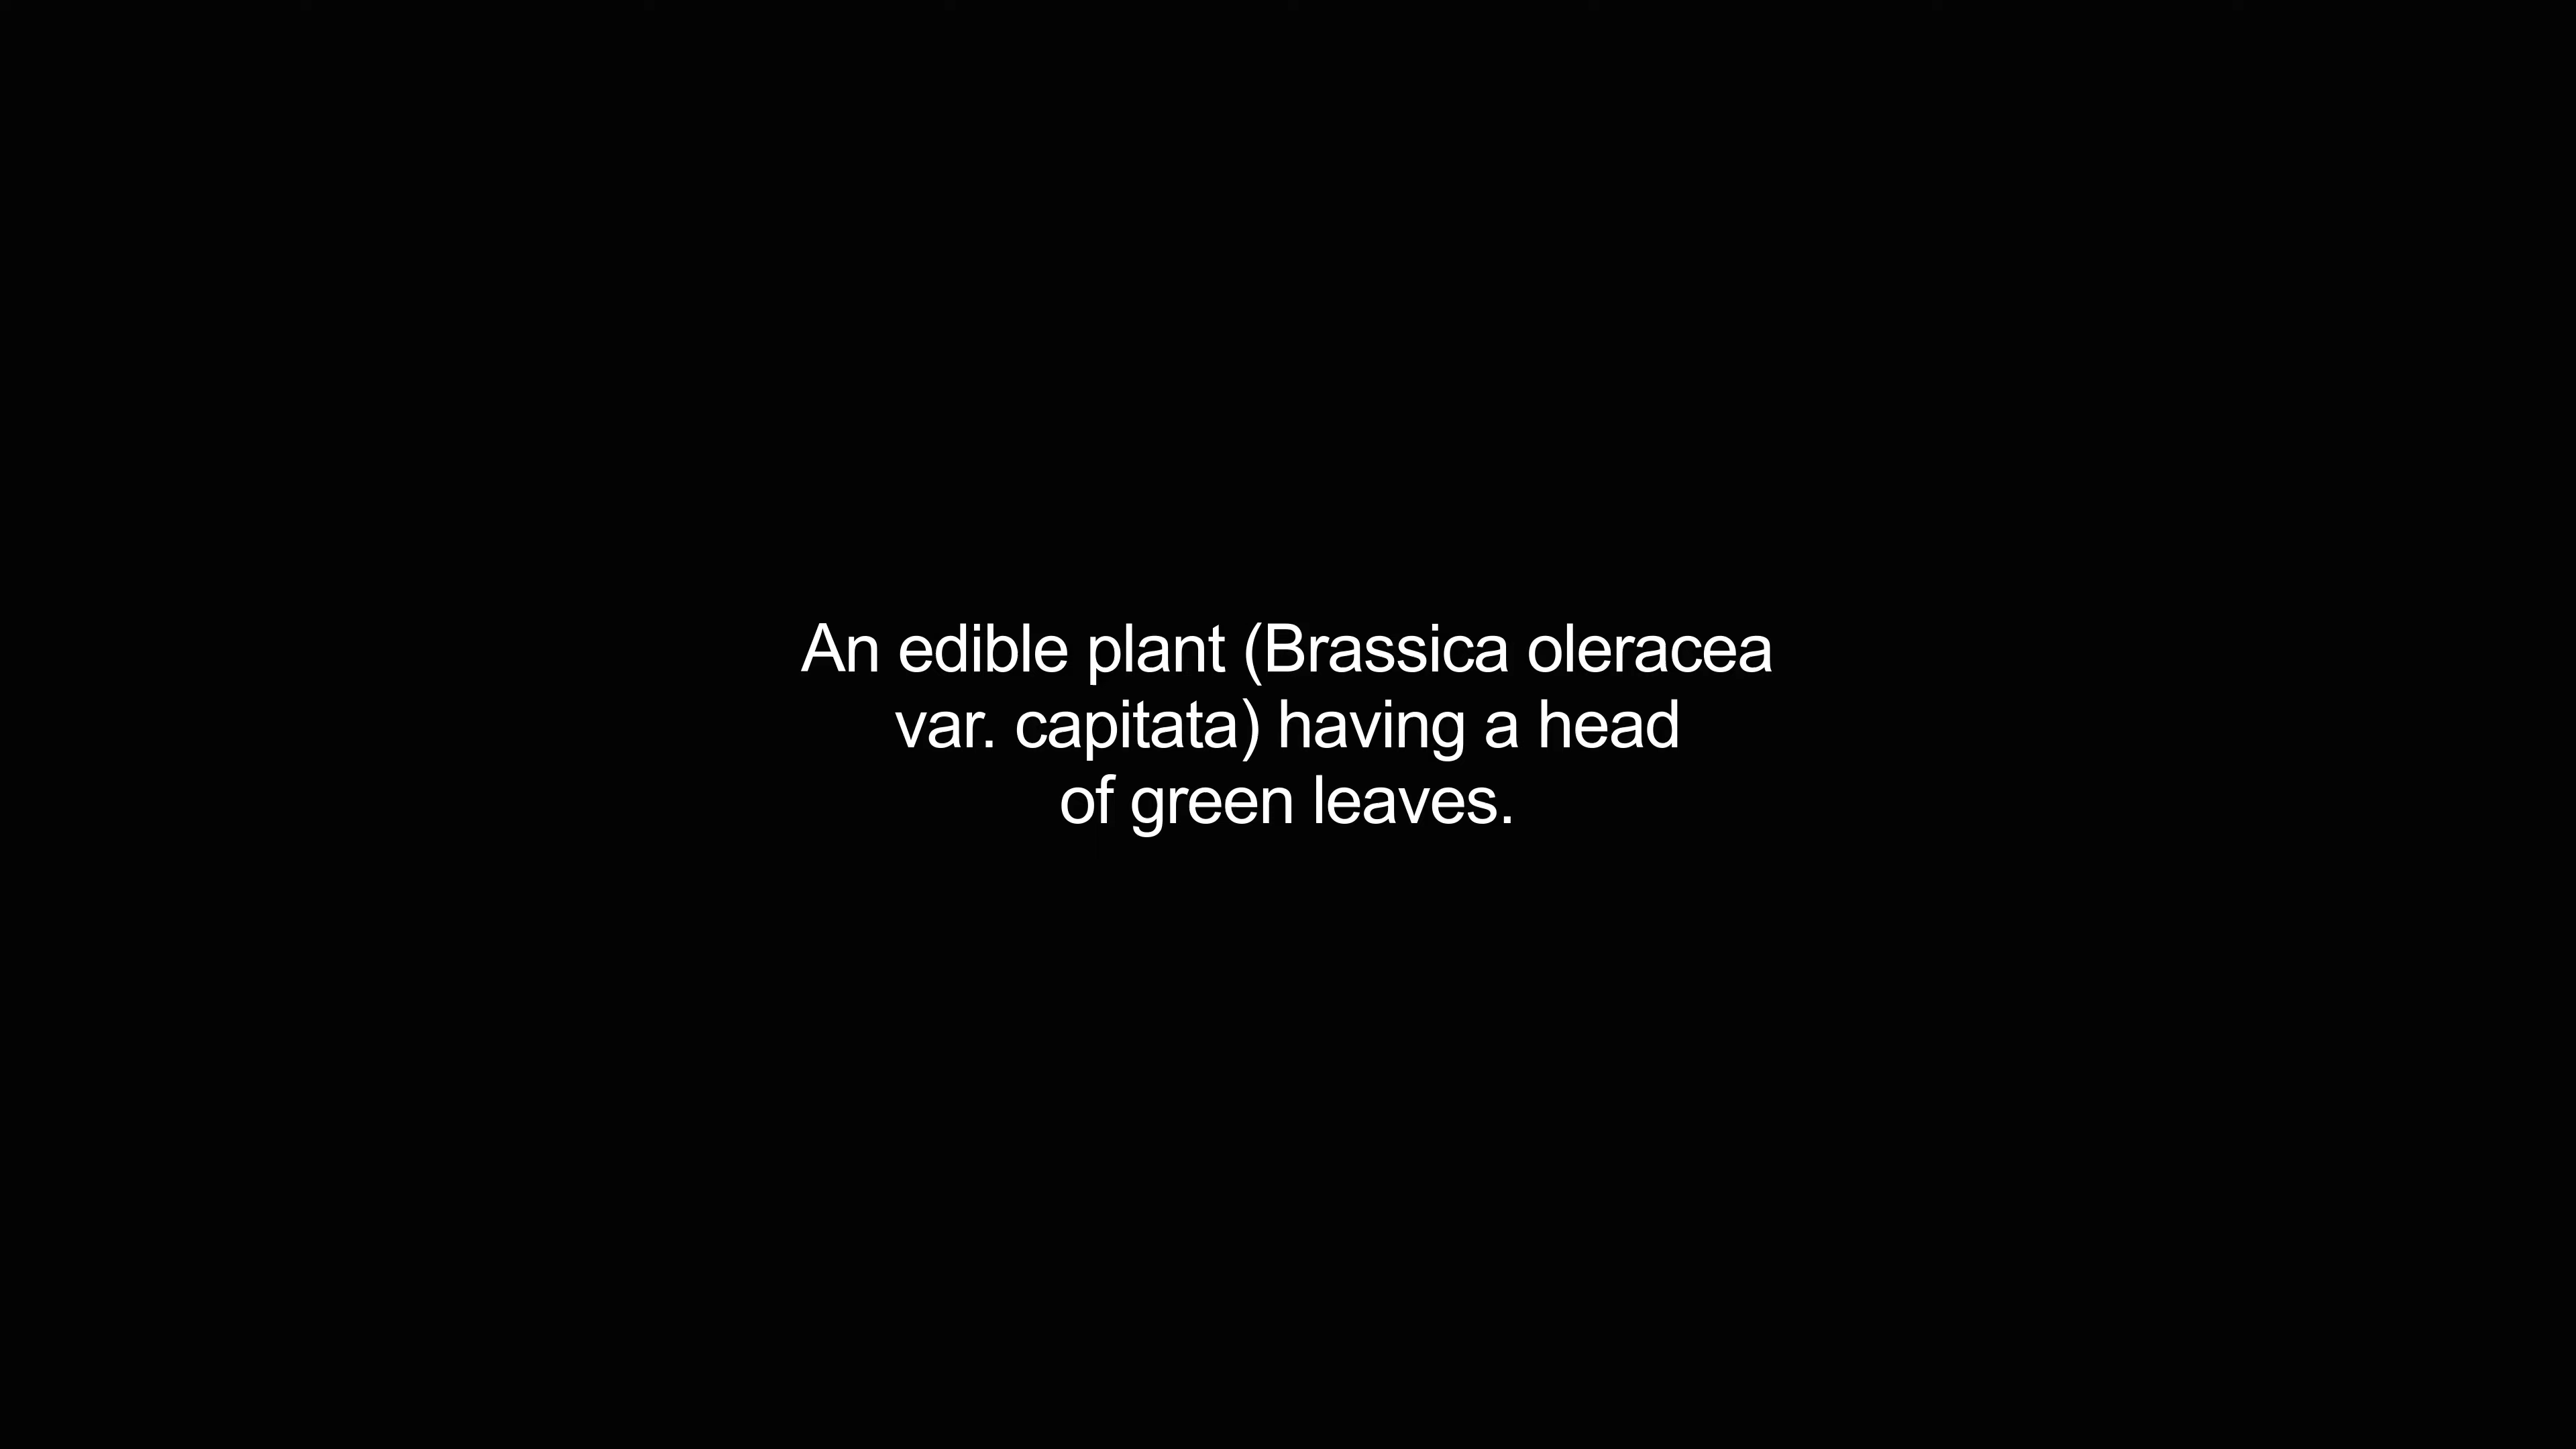 An edible plant (Brassica oleracea
var. capitata) having a head
of green leaves.